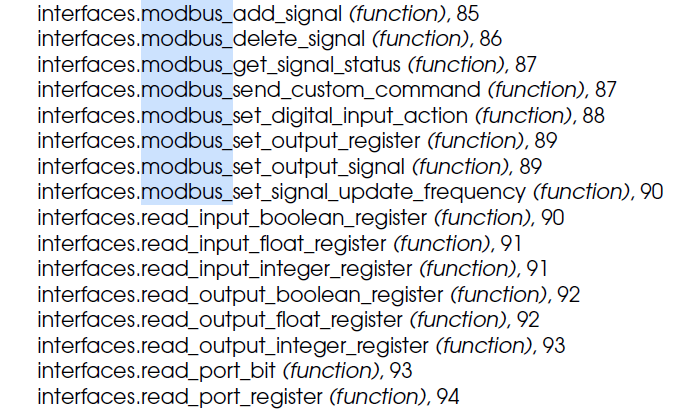 interfaces.modbus_add_signal (function), 85
interfaces.modbus_delete_signal (function), 86
interfaces.modbus_get_signal_status (function), 87
interfaces.modbus_send_custom_command (function), 87
interfaces.modbus_set_digital_input_action (function), 88
interfaces.modbus_set_output_register (function), 89
interfaces.modbus_set_output_signal (function), 89
interfaces.modbus_set_signal_update_frequency (function), 90
interfaces.read_input_boolean_register (function), 90
interfaces.read_input_float_register (function), 91
interfaces.read_input_integer_register (function), 91
interfaces.read_output_boolean_register (function), 92
interfaces.read_output_float_register (function), 92
interfaces.read_output_integer_register (function), 93
interfaces.read_port_bit (function), 93
interfaces.read_port_register (function), 94